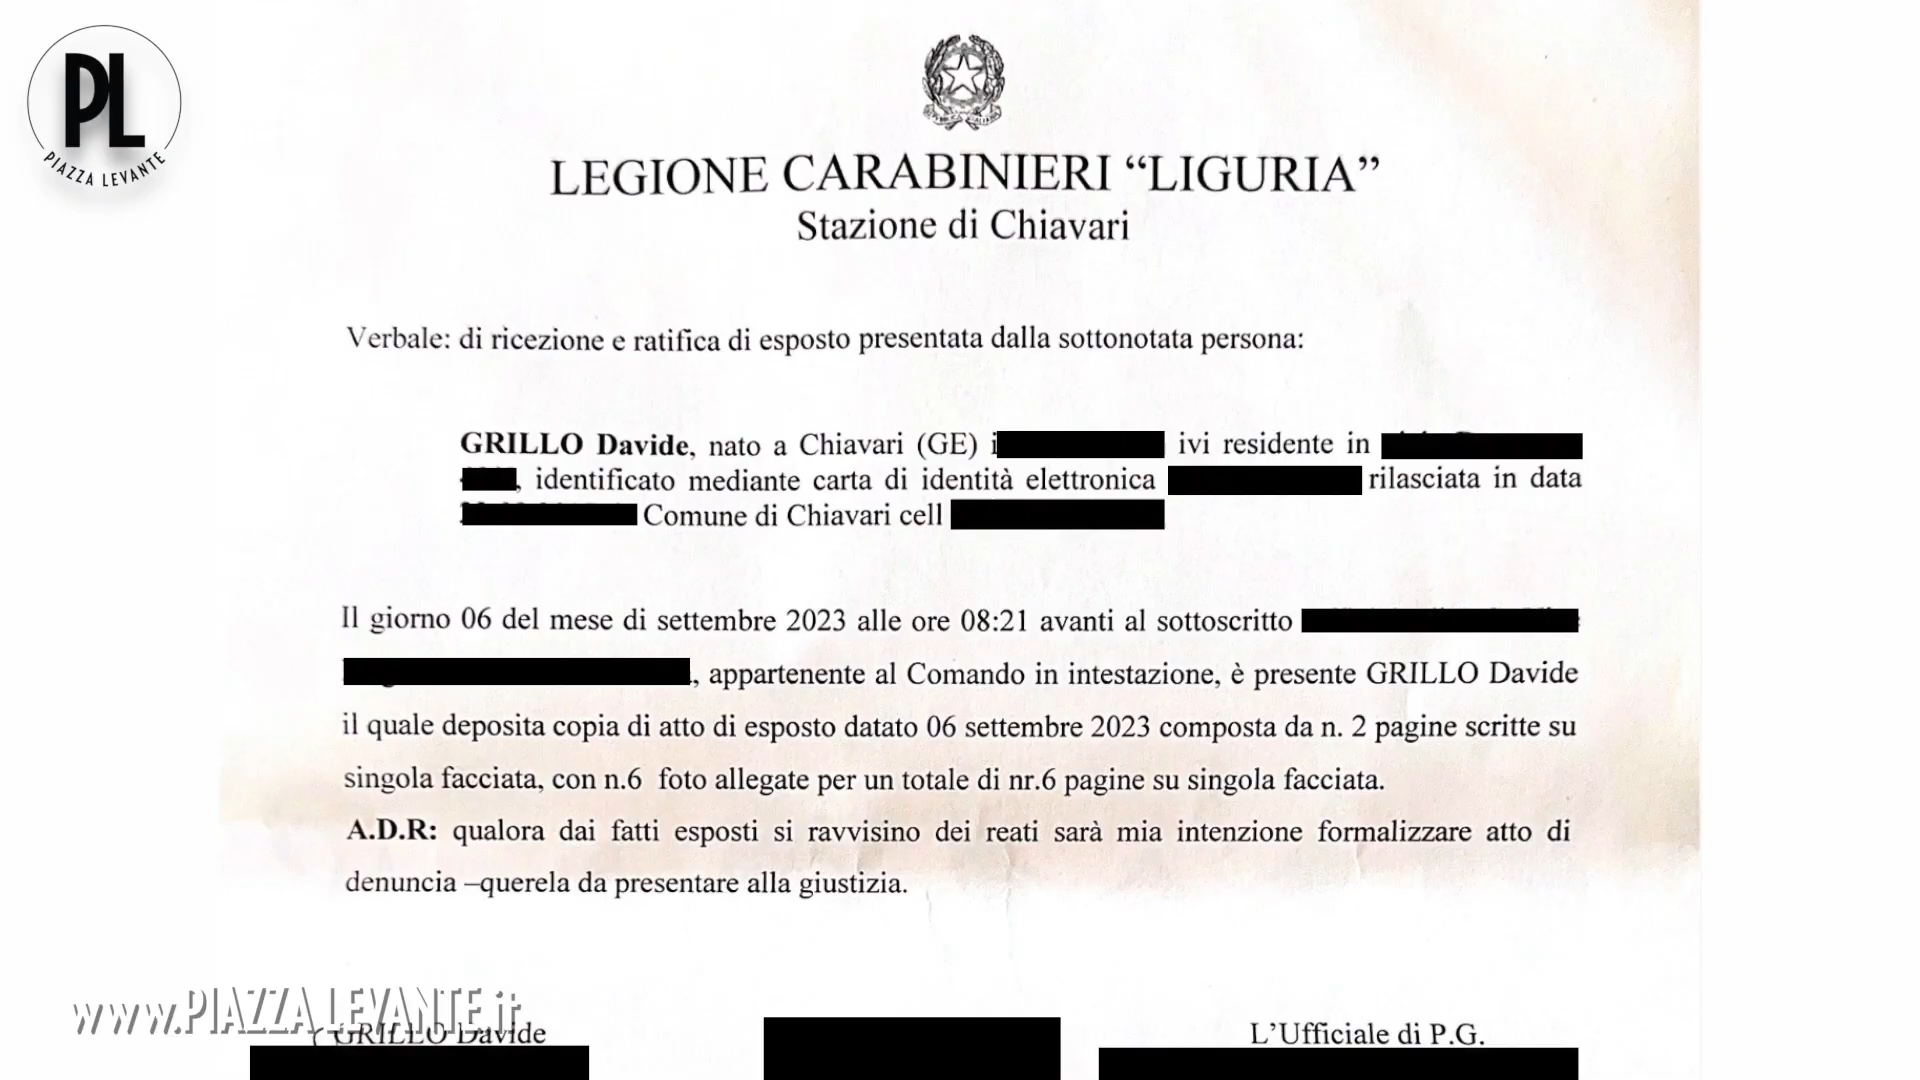 PL
PIAZZA LEVANTE
LEGIONE CARABINIERI “LIGURIA”
Stazione di Chiavari
Verbale: di ricezione e ratifica di esposto presentata dalla sottonotata persona:
GRILLO Davide, nato a Chiavari (GE) i ivi residente in
, identificato mediante carta di identità elettronica rilasciata in data
Comune di Chiavari cell
Il giorno 06 del mese di settembre 2023 alle ore 08:21 avanti al sottoscritto
, appartenente al Comando in intestazione, è presente GRILLO Davide
il quale deposita copia di atto di esposto datato 06 settembre 2023 composta da n. 2 pagine scritte su
singola facciata, con n.6 foto allegate per un totale di nr.6 pagine su singola facciata.
A.D.R: qualora dai fatti esposti si ravvisino dei reati sarà mia intenzione formalizzare atto di
denuncia –querela da presentare alla giustizia.
www.PIAZZA LEVANTE.it
( GRILLO Davide
L’Ufficiale di P.G.